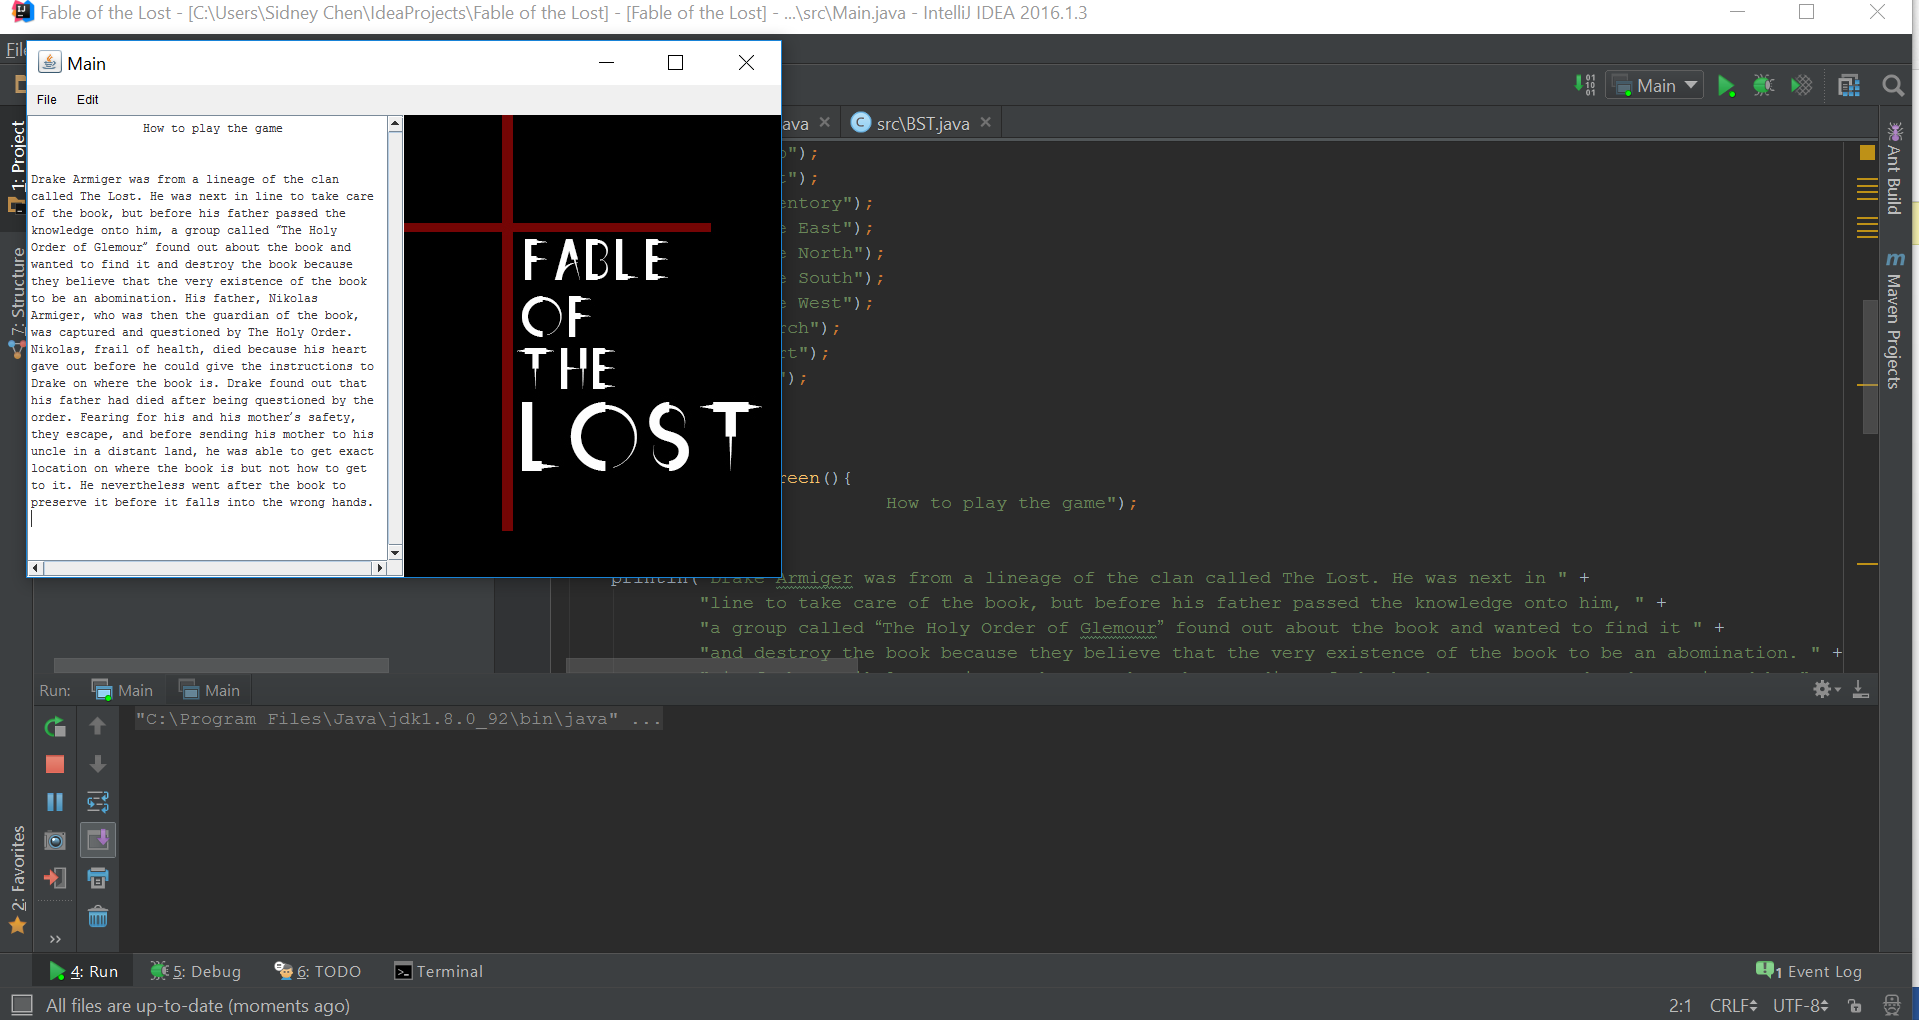 Fable of the Lost - [C:\Users\Sidney Chen\IdeaProjects\Fable of the Lost] - [Fable of the Lost] - ...\src\Main.java - IntelliJ IDEA 2016.1.3
Main
File Edit
How to play the game
Drake Armiger was from a lineage of the clan
called The Lost. He was next in line to take care
of the book, but before his father passed the
knowledge onto him, a group called “The Holy
Order of Glemour” found out about the book and
wanted to find it and destroy the book because
they believe that the very existence of the book
to be an abomination. His father, Nikolas
Armiger, who was then the guardian of the book,
was captured and questioned by The Holy Order.
Nikolas, frail of health, died because his heart
gave out before he could give the instructions to
Drake on where the book is. Drake found out that
his father had died after being questioned by the
order. Fearing for his and his mother’s safety,
they escape, and before sending his mother to his
uncle in a distant land, he was able to get exact
location on where the book is but not how to get
to it. He nevertheless went after the book to
preserve it before it falls into the wrong hands.
FABLE
OF
THE
LOST
Main
ava src\BST.java
");
");
entory");
East");
North");
South");
West");
rch");
rt");
");
reen(){
How to play the game");
println("Drake Armiger was from a lineage of the clan called The Lost. He was next in " +
"line to take care of the book, but before his father passed the knowledge onto him, " +
"a group called “The Holy Order of Glemour” found out about the book and wanted to find it " +
"and destroy the book because they believe that the very existence of the book to be an abomination. " +
1: Project
7: Structure
2: Favorites
Ant Build
Maven Projects
Run: Main Main
"C:\Program Files\Java\jdk1.8.0_92\bin\java" ...
4: Run 5: Debug 6: TODO Terminal 1 Event Log
All files are up-to-date (moments ago) 2:1 CRLF UTF-8